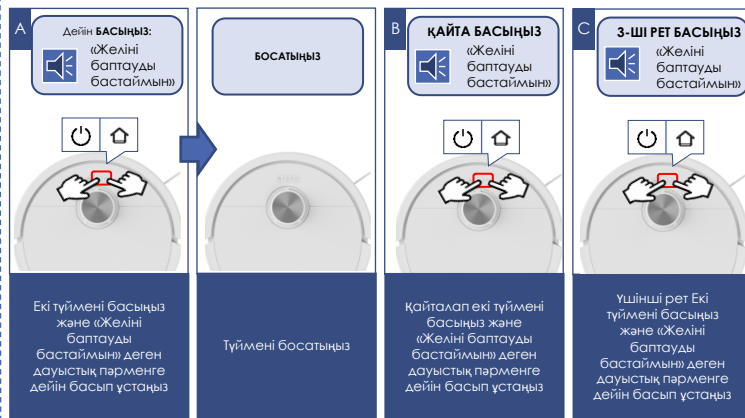 A
Дейін БАСЫҢЫЗ:
«Желіні
баптауды
бастаймын»
Екі түймені басыңыз
және «Желіні
баптауды
бастаймын» деген
дауыстық пәрменге
дейін басып ұстаңыз
БОСАТЫҢЫЗ
Түймені босатыңыз
B
ҚАЙТА БАСЫҢЫЗ
«Желіні
баптауды
бастаймын»
Қайталап екі түймені
басыңыз және
«Желіні баптауды
бастаймын» деген
дауыстық пәрменге
дейін басып ұстаңыз
C
3-ШІ РЕТ БАСЫҢЫЗ
«Желіні
баптауды
бастаймын»
Үшінші рет Екі
түймені басыңыз
және «Желіні
баптауды
бастаймын» деген
дауыстық пәрменге
дейін басып ұстаңыз